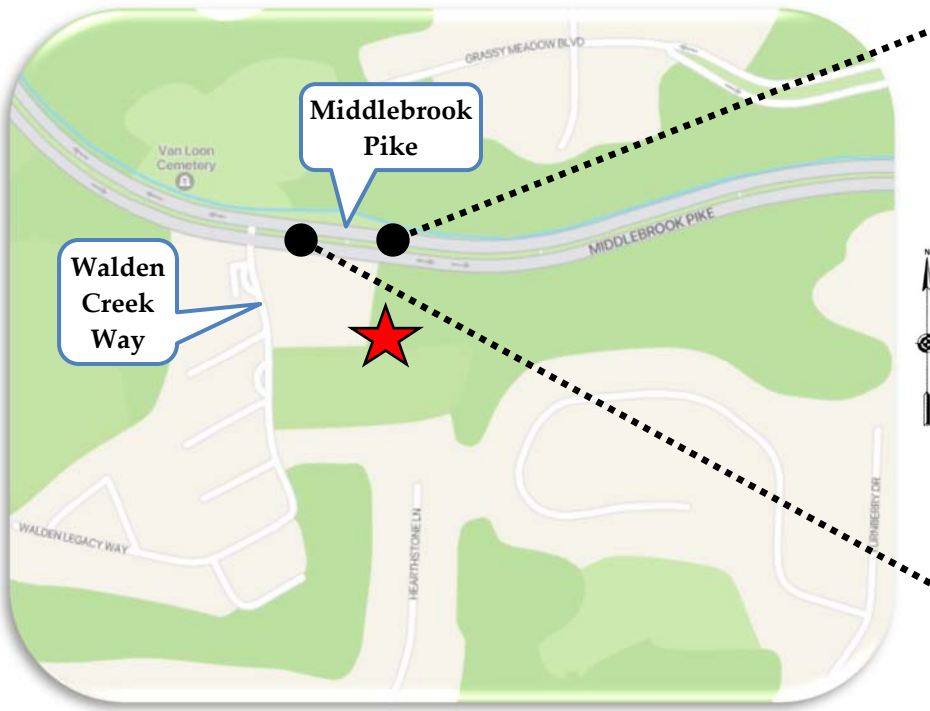 GRASSY MEADOW BLVD
Middlebrook
Pike
Van Loon
Cemetery
MIDDLEBROOK PIKE
Walden
Creek
Way
N
HEARTHSTONE LN
URNBERRY DR
WALDEN LEGACY WAY